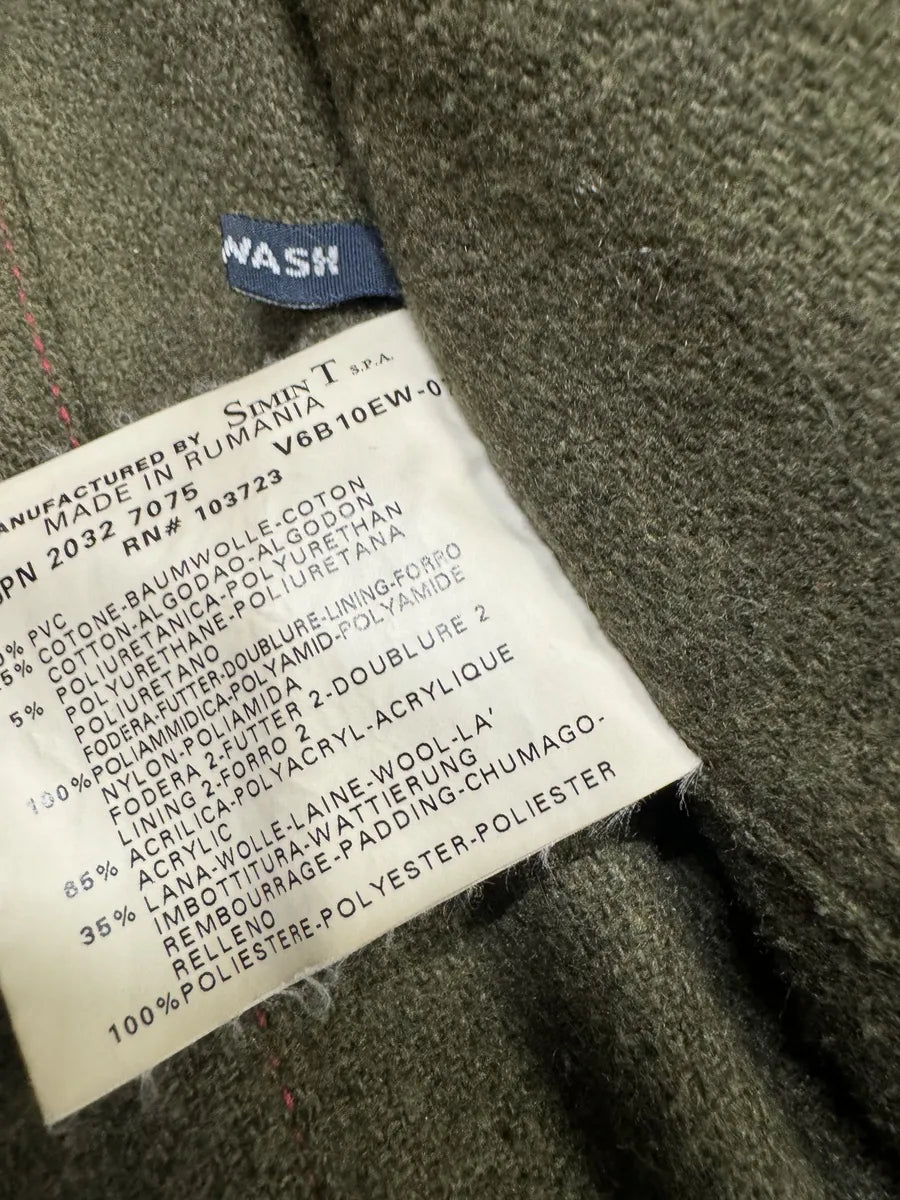 WASH
MANUFACTURED BY SIMINT S.P.A.
MADE IN RUMANIA
2032 7075 V6B10EW-0
RN# 103723
PVC
COTONE-BAUMWOLLE-COTON
COTTON-ALGODAO-ALGODON
5% POLIURETANICA-POLYURETHAN
POLYURETHANE-POLIURETANA
POLIURETANO
FODERA-FUTTER-DOUBLURE-LINING-FORRO
100%POLIAMMIDICA-POLYAMID-POLYAMIDE
NYLON-POLIAMIDA
FODERA 2-FUTTER 2-DOUBLURE 2
LINING 2-FORRO 2
ACRILICA-POLYACRYL-ACRYLIQUE
ACRYLIC
35% LANA-WOLLE-LAINE-WOOL-LA'
IMBOTTITURA-WATTIERUNG
REMBOURRAGE-PADDING-CHUMAGO-
RELLENO
100%POLIESTERE-POLYESTER-POLIESTER